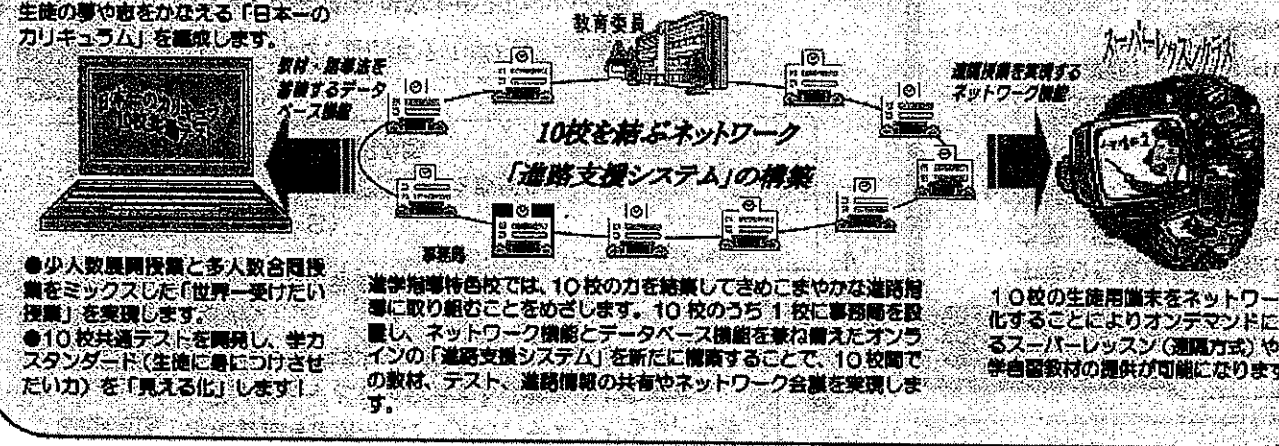 生徒の夢や志をかなえる「日本一の
カリキュラム」を編成します。
教材・指導法を
蓄積するデータ
ベース機能
教育委員
スーパーレッスンクラス
遠隔授業を実現する
ネットワーク機能
10校を結ぶネットワーク
「進路支援システム」の構築
事務局
●少人数展開授業と多人数合同授
業をミックスした「世界一受けたい
授業」を実現します。
●10校共通テストを開発し、学力
スタンダード（生徒に身につけさせ
たい力）を「見える化」します！
進学指導特色校では、10校の力を結集してきめこまやかな進路指
導に取り組むことをめざします。10校のうち1校に事務局を設
置し、ネットワーク機能とデータベース機能を兼ね備えたオンラ
インの「進路支援システム」を新たに構築することで、10校間で
の教材、テスト、進路情報の共有やネットワーク会議を実現しま
す。
10校の生徒用端末をネットワー
化することによりオンデマンドに
るスーパーレッスン（遠隔方式）や
学自習教材の提供が可能になります